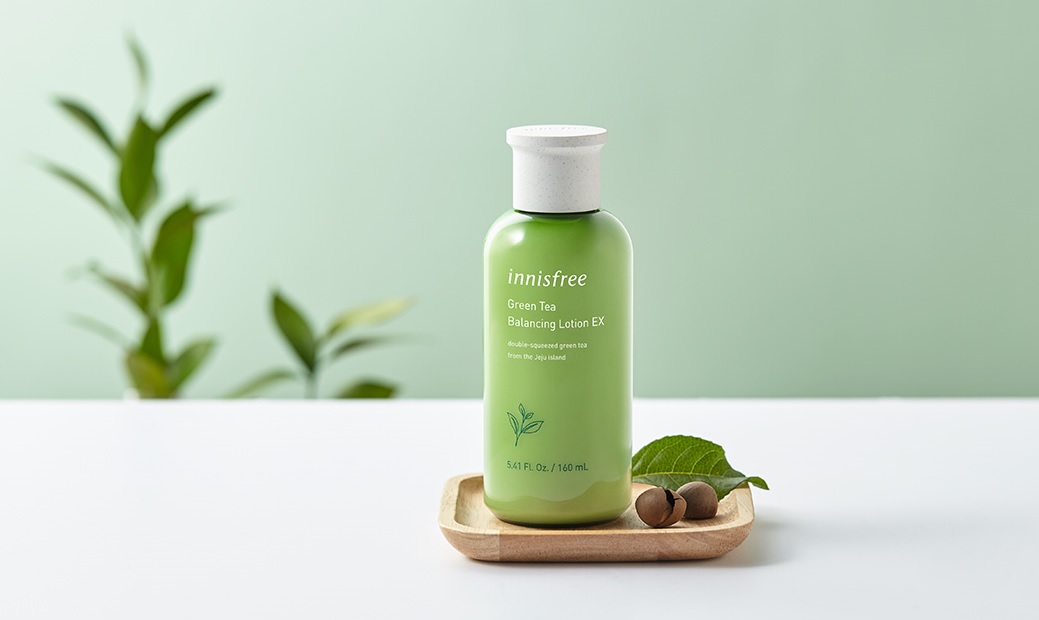 innisfree
Green Tea
Balancing Lotion EX
double-squeezed green tea
from the Jeju island
5.41 Fl. Oz. / 160 mL